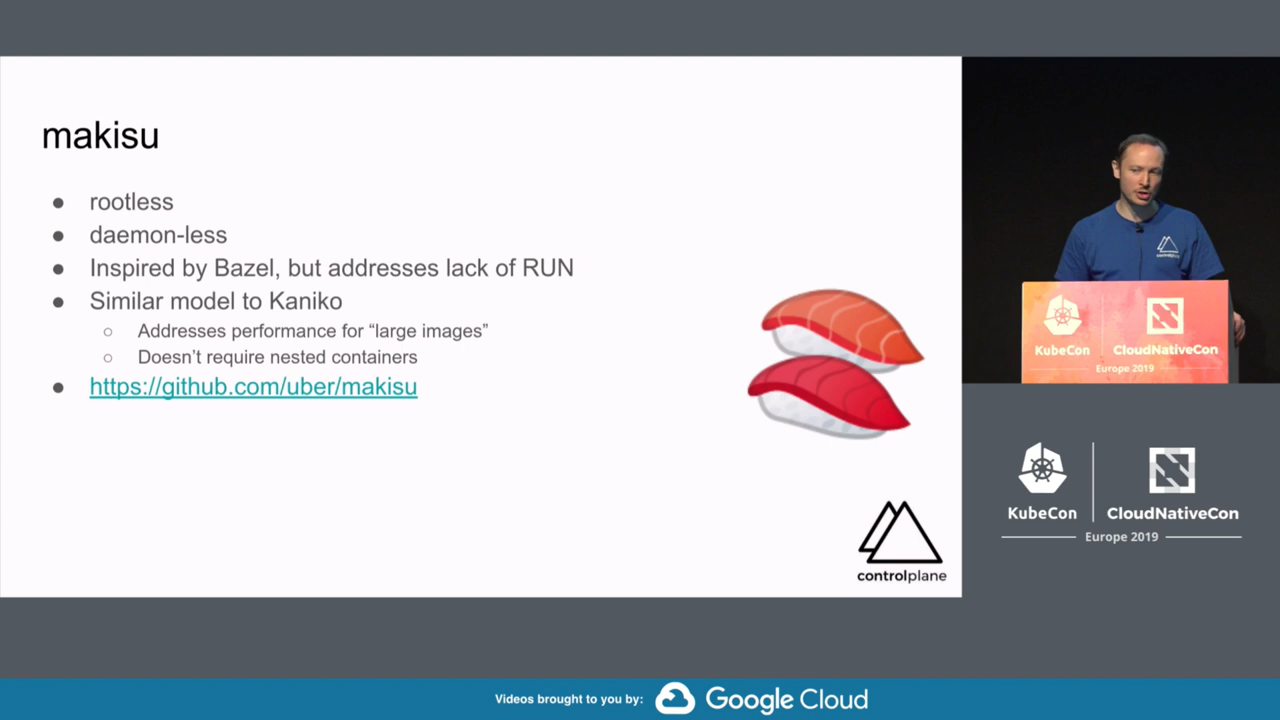 makisu
● rootless
● daemon-less
● Inspired by Bazel, but addresses lack of RUN
● Similar model to Kaniko
○ Addresses performance for “large images”
○ Doesn’t require nested containers
● https://github.com/uber/makisu
controlplane
KubeCon
CloudNativeCon
Europe 2019
KubeCon
CloudNativeCon
Europe 2019
Videos brought to you by: Google Cloud